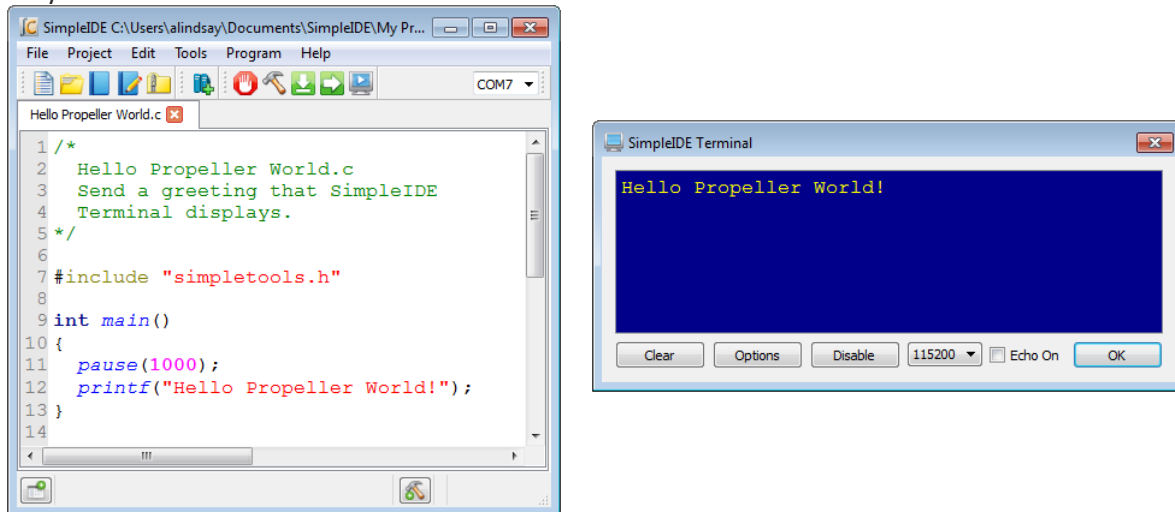 SimpleIDE C:\Users\alindsay\Documents\SimpleIDE\My Pr...
File Project Edit Tools Program Help
COM7
Hello Propeller World.c
1 /*
2   Hello Propeller World.c
3   Send a greeting that SimpleIDE
4   Terminal displays.
5 */
6
7 #include "simpletools.h"
8
9 int main()
10 {
11   pause(1000);
12   printf("Hello Propeller World!");
13 }
14
SimpleIDE Terminal
Hello Propeller World!
Clear Options Disable 115200 Echo On OK